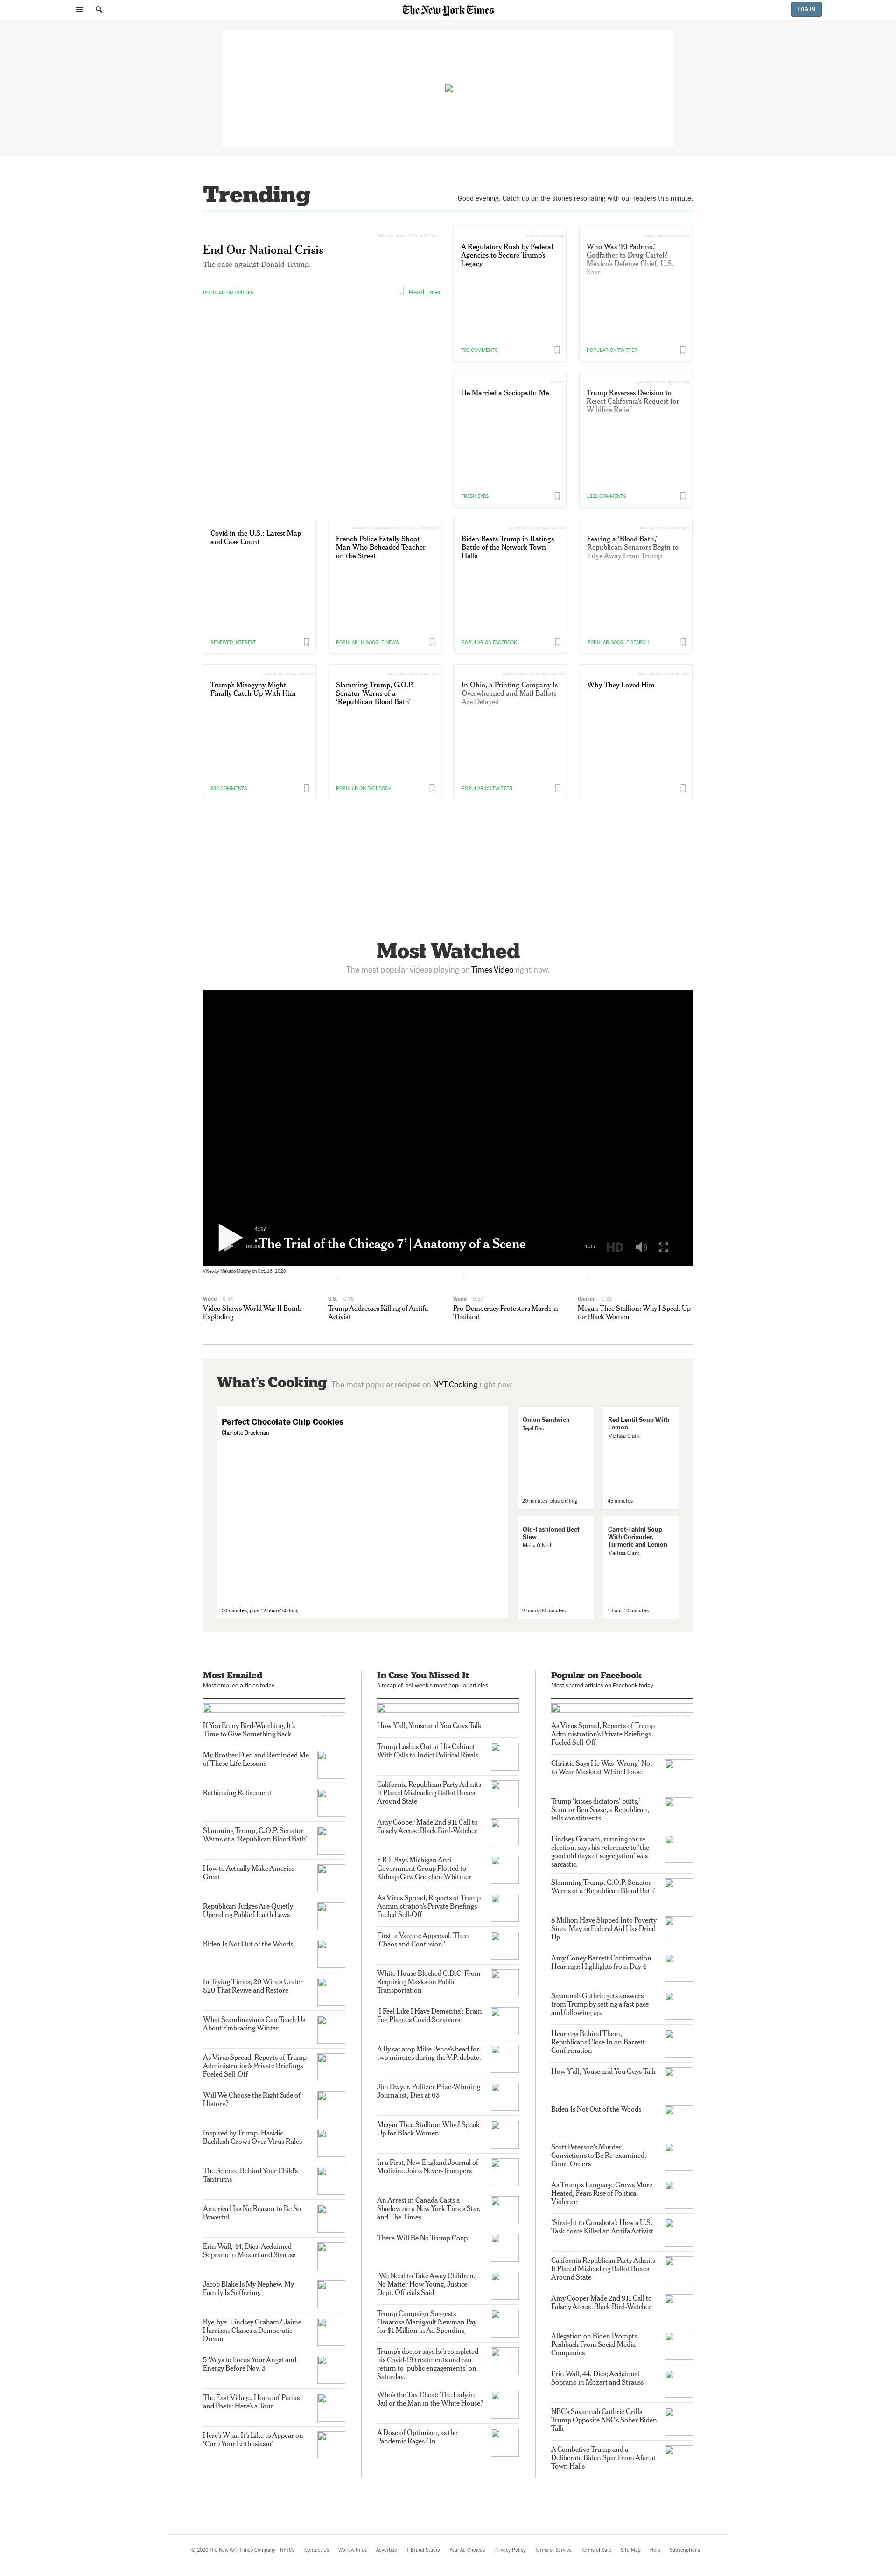 The New York Times
LOG IN
Trending
Good evening. Catch up on the stories resonating with our readers this minute.
End Our National Crisis
The case against Donald Trump.
POPULAR ON TWITTER
Read Later
A Regulatory Rush by Federal
Agencies to Secure Trump's
Legacy
703 COMMENTS
Who Was 'El Padrino,'
Godfather to Drug Cartel?
Mexico's Defense Chief, U.S.
Says
POPULAR ON TWITTER
He Married a Sociopath: Me
FRESH EYES
Trump Reverses Decision to
Reject California's Request for
Wildfire Relief
1222 COMMENTS
Covid in the U.S.: Latest Map
and Case Count
RENEWED INTEREST
French Police Fatally Shoot
Man Who Beheaded Teacher
on the Street
POPULAR IN GOOGLE NEWS
Biden Beats Trump in Ratings
Battle of the Network Town
Halls
POPULAR ON FACEBOOK
Fearing a 'Blood Bath,'
Republican Senators Begin to
Edge Away From Trump
POPULAR GOOGLE SEARCH
Trump's Misogyny Might
Finally Catch Up With Him
882 COMMENTS
Slamming Trump, G.O.P.
Senator Warns of a
'Republican Blood Bath'
POPULAR ON FACEBOOK
In Ohio, a Printing Company Is
Overwhelmed and Mail Ballots
Are Delayed
POPULAR ON TWITTER
Why They Loved Him
Most Watched
The most popular videos playing on Times Video right now.
4:37
00:00
'The Trial of the Chicago 7' | Anatomy of a Scene
4:37
HD
Mekado Murphy on Oct. 16, 2020.
World
Video Shows World War II Bomb
Exploding
U.S. 0:35
Trump Addresses Killing of Antifa
Activist
World 0:37
Pro-Democracy Protesters March in
Thailand
Opinion
Megan Thee Stallion: Why I Speak Up
for Black Women
What's Cooking
The most popular recipes on NYT Cooking right now
Perfect Chocolate Chip Cookies
Charlotte Druckman
30 minutes, plus 12 hours' chilling
Onion Sandwich
Tejal Rao
20 minutes, plus chilling
Red Lentil Soup With
Lemon
Melissa Clark
45 minutes
Old-Fashioned Beef
Stew
Molly O'Neill
2 hours 30 minutes
Carrot-Tahini Soup
With Coriander,
Turmeric and Lemon
Melissa Clark
1 hour 10 minutes
Most Emailed
Most emailed articles today
If You Enjoy Bird-Watching, It's
Time to Give Something Back
My Brother Died and Reminded Me
of These Life Lessons
Rethinking Retirement
Slamming Trump, G.O.P. Senator
Warns of a 'Republican Blood Bath'
How to Actually Make America
Great
Republican Judges Are Quietly
Upending Public Health Laws
Biden Is Not Out of the Woods
In Trying Times, 20 Wines Under
$20 That Revive and Restore
What Scandinavians Can Teach Us
About Embracing Winter
As Virus Spread, Reports of Trump
Administration's Private Briefings
Fueled Sell-Off
Will We Choose the Right Side of
History?
Inspired by Trump, Hasidic
Backlash Grows Over Virus Rules
The Science Behind Your Child's
Tantrums
America Has No Reason to Be So
Powerful
Erin Wall, 44, Dies; Acclaimed
Soprano in Mozart and Strauss
Jacob Blake Is My Nephew. My
Family Is Suffering.
Bye-bye, Lindsey Graham? Jaime
Harrison Chases a Democratic
Dream
5 Ways to Focus Your Angst and
Energy Before Nov. 3
The East Village, Home of Punks
and Poets: Here's a Tour
Here's What It's Like to Appear on
'Curb Your Enthusiasm'
In Case You Missed It
A recap of last week's most popular articles
How Y'all, Youse and You Guys Talk
Trump Lashes Out at His Cabinet
With Calls to Indict Political Rivals
California Republican Party Admits
It Placed Misleading Ballot Boxes
Around State
Amy Cooper Made 2nd 911 Call to
Falsely Accuse Black Bird-Watcher
F.B.I. Says Michigan Anti-
Government Group Plotted to
Kidnap Gov. Gretchen Whitmer
As Virus Spread, Reports of Trump
Administration's Private Briefings
Fueled Sell-Off
First, a Vaccine Approval. Then
'Chaos and Confusion.'
White House Blocked C.D.C. From
Requiring Masks on Public
Transportation
'I Feel Like I Have Dementia': Brain
Fog Plagues Covid Survivors
A fly sat atop Mike Pence's head for
two minutes during the V.P. debate.
Jim Dwyer, Pulitzer Prize-Winning
Journalist, Dies at 63
Megan Thee Stallion: Why I Speak
Up for Black Women
In a First, New England Journal of
Medicine Joins Never-Trumpers
An Arrest in Canada Casts a
Shadow on a New York Times Star,
and The Times
There Will Be No Trump Coup
'We Need to Take Away Children,'
No Matter How Young, Justice
Dept. Officials Said
Trump Campaign Suggests
Omarosa Manigault Newman Pay
for $1 Million in Ad Spending
Trump's doctor says he's completed
his Covid-19 treatments and can
return to 'public engagements' on
Saturday.
Who's the Tax Cheat: The Lady in
Jail or the Man in the White House?
A Dose of Optimism, as the
Pandemic Rages On
Popular on Facebook
Most shared articles on Facebook today
As Virus Spread, Reports of Trump
Administration's Private Briefings
Fueled Sell-Off
Christie Says He Was 'Wrong' Not
to Wear Masks at White House
Trump 'kisses dictators' butts,'
Senator Ben Sasse, a Republican,
tells constituents.
Lindsey Graham, running for re-
election, says his reference to 'the
good old days of segregation' was
sarcastic.
Slamming Trump, G.O.P. Senator
Warns of a 'Republican Blood Bath'
8 Million Have Slipped Into Poverty
Since May as Federal Aid Has Dried
Up
Amy Coney Barrett Confirmation
Hearings: Highlights from Day 4
Savannah Guthrie gets answers
from Trump by setting a fast pace
and following up.
Hearings Behind Them,
Republicans Close In on Barrett
Confirmation
How Y'all, Youse and You Guys Talk
Biden Is Not Out of the Woods
Scott Peterson's Murder
Convictions to Be Re-examined,
Court Orders
As Trump's Language Grows More
Heated, Fears Rise of Political
Violence
'Straight to Gunshots': How a U.S.
Task Force Killed an Antifa Activist
California Republican Party Admits
It Placed Misleading Ballot Boxes
Around State
Amy Cooper Made 2nd 911 Call to
Falsely Accuse Black Bird-Watcher
Allegation on Biden Prompts
Pushback From Social Media
Companies
Erin Wall, 44, Dies; Acclaimed
Soprano in Mozart and Strauss
NBC's Savannah Guthrie Grills
Trump Opposite ABC's Sober Biden
Talk
A Combative Trump and a
Deliberate Biden Spar From Afar at
Town Halls
© 2020 The New York Times Company NYTCo Contact Us Work with us Advertise T Brand Studio Your Ad Choices Privacy Policy Terms of Service Terms of Sale Site Map Help Subscriptions